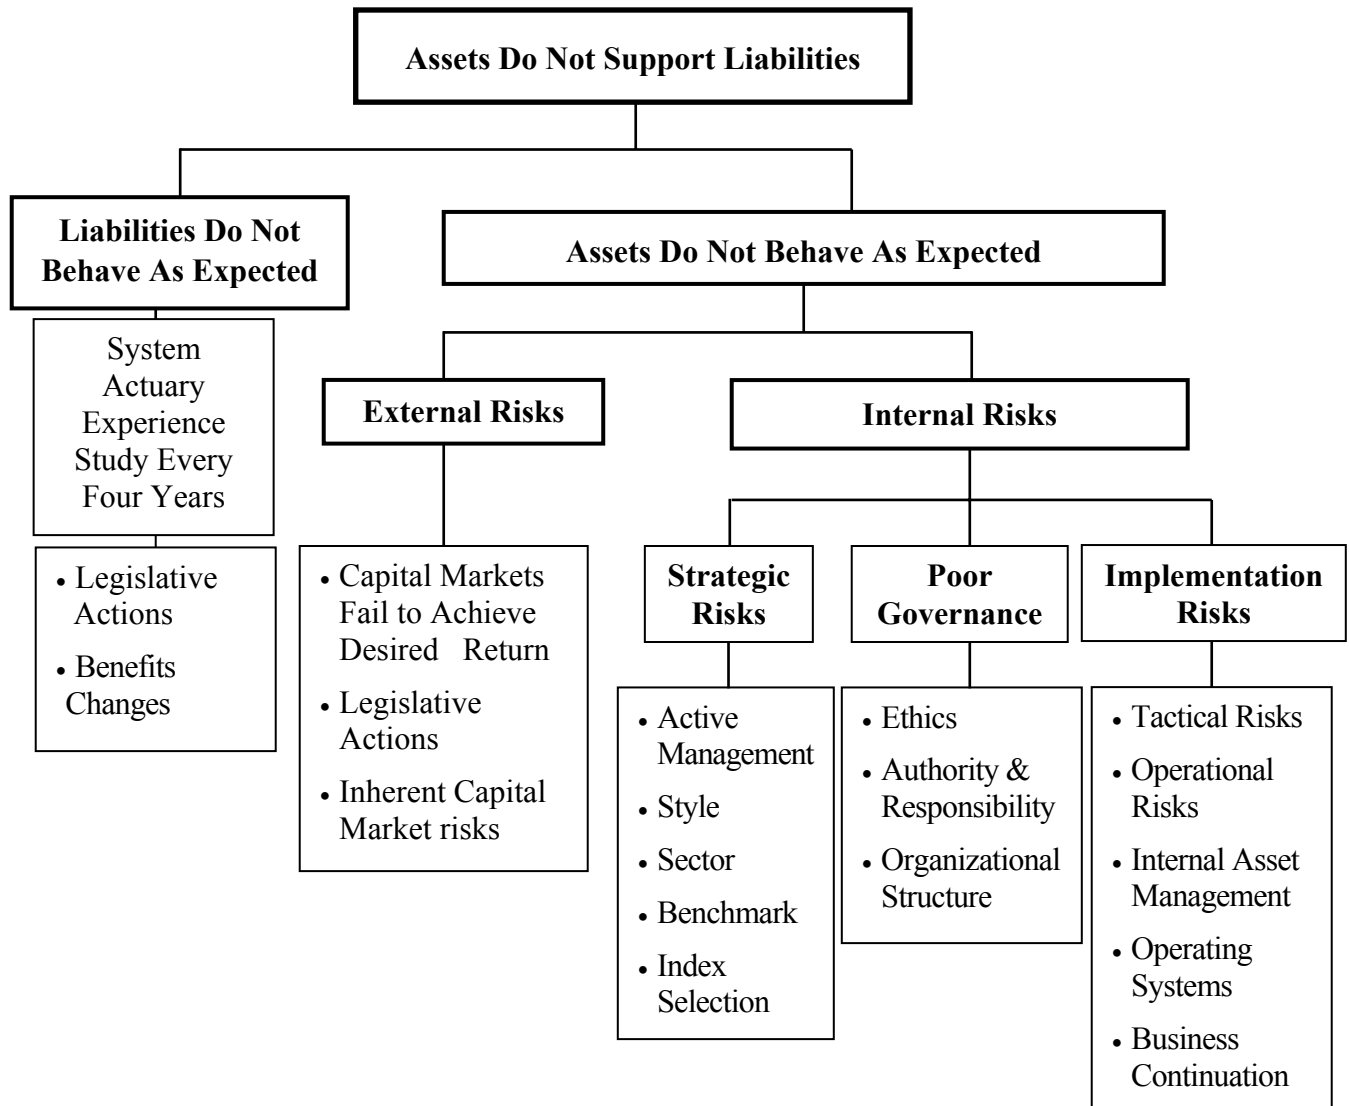 Assets Do Not Support Liabilities
Liabilities Do Not
Behave As Expected
Assets Do Not Behave As Expected
System
Actuary
Experience
Study Every
Four Years
External Risks
Internal Risks
• Legislative
Actions
• Benefits
Changes
• Capital Markets
Fail to Achieve
Desired Return
• Legislative
Actions
• Inherent Capital
Market risks
Strategic
Risks
Poor
Governance
Implementation
Risks
• Active
Management
• Style
• Sector
• Benchmark
• Index
Selection
• Ethics
• Authority &
Responsibility
• Organizational
Structure
• Tactical Risks
• Operational
Risks
• Internal Asset
Management
• Operating
Systems
• Business
Continuation